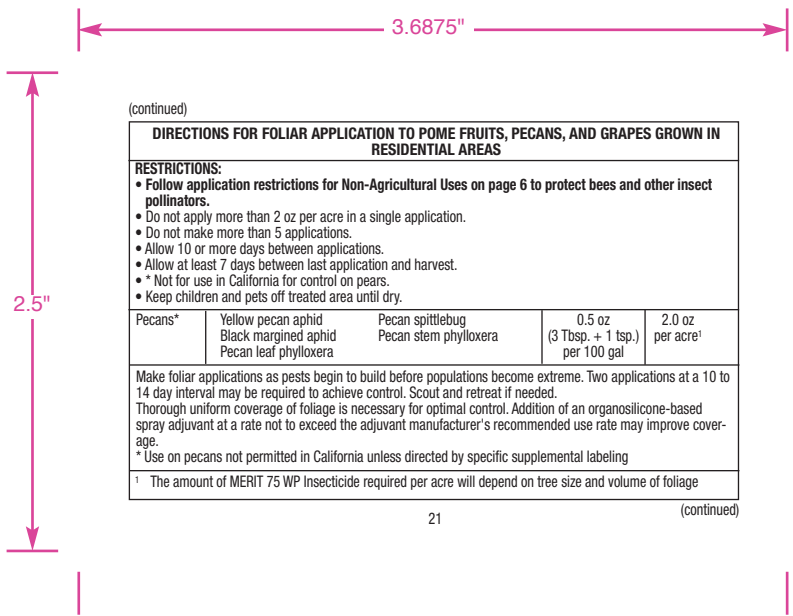 3.6875"
2.5"
(continued)
DIRECTIONS FOR FOLIAR APPLICATION TO POME FRUITS, PECANS, AND GRAPES GROWN IN
RESIDENTIAL AREAS
RESTRICTIONS:
• Follow application restrictions for Non-Agricultural Uses on page 6 to protect bees and other insect
pollinators.
• Do not apply more than 2 oz per acre in a single application.
• Do not make more than 5 applications.
• Allow 10 or more days between applications.
• Allow at least 7 days between last application and harvest.
• * Not for use in California for control on pears.
• Keep children and pets off treated area until dry.
Pecans* Yellow pecan aphid Pecan spittlebug 0.5 oz 2.0 oz
Black margined aphid Pecan stem phylloxera (3 Tbsp. + 1 tsp.) per acre¹
Pecan leaf phylloxera per 100 gal
Make foliar applications as pests begin to build before populations become extreme. Two applications at a 10 to
14 day interval may be required to achieve control. Scout and retreat if needed.
Thorough uniform coverage of foliage is necessary for optimal control. Addition of an organosilicone-based
spray adjuvant at a rate not to exceed the adjuvant manufacturer's recommended use rate may improve cover-
age.
* Use on pecans not permitted in California unless directed by specific supplemental labeling
¹ The amount of MERIT 75 WP Insecticide required per acre will depend on tree size and volume of foliage
(continued)
21